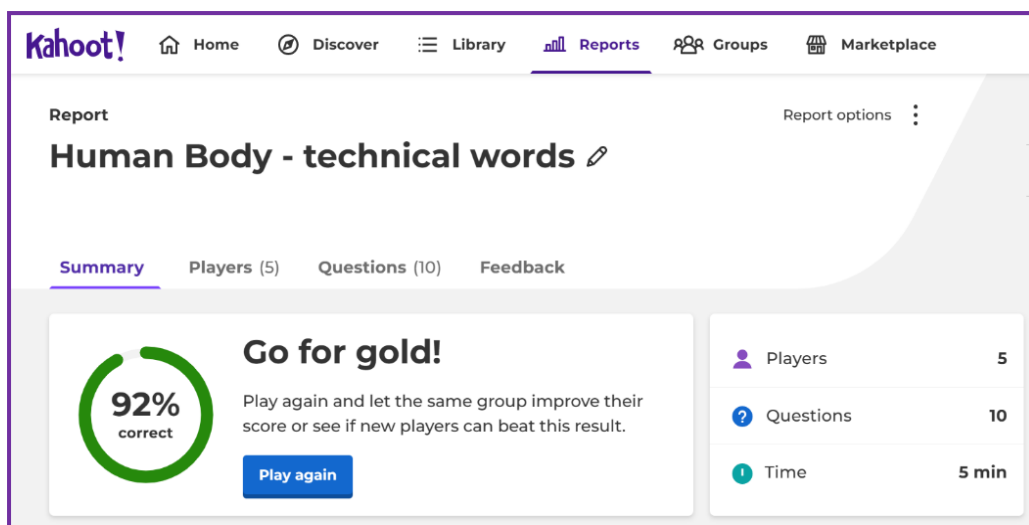 Kahoot! Home Discover Library Reports Groups Marketplace
Report
Report options
Human Body - technical words
Summary Players (5) Questions (10) Feedback
92%
correct
Go for gold!
Play again and let the same group improve their
score or see if new players can beat this result.
Play again
Players 5
Questions 10
Time 5 min